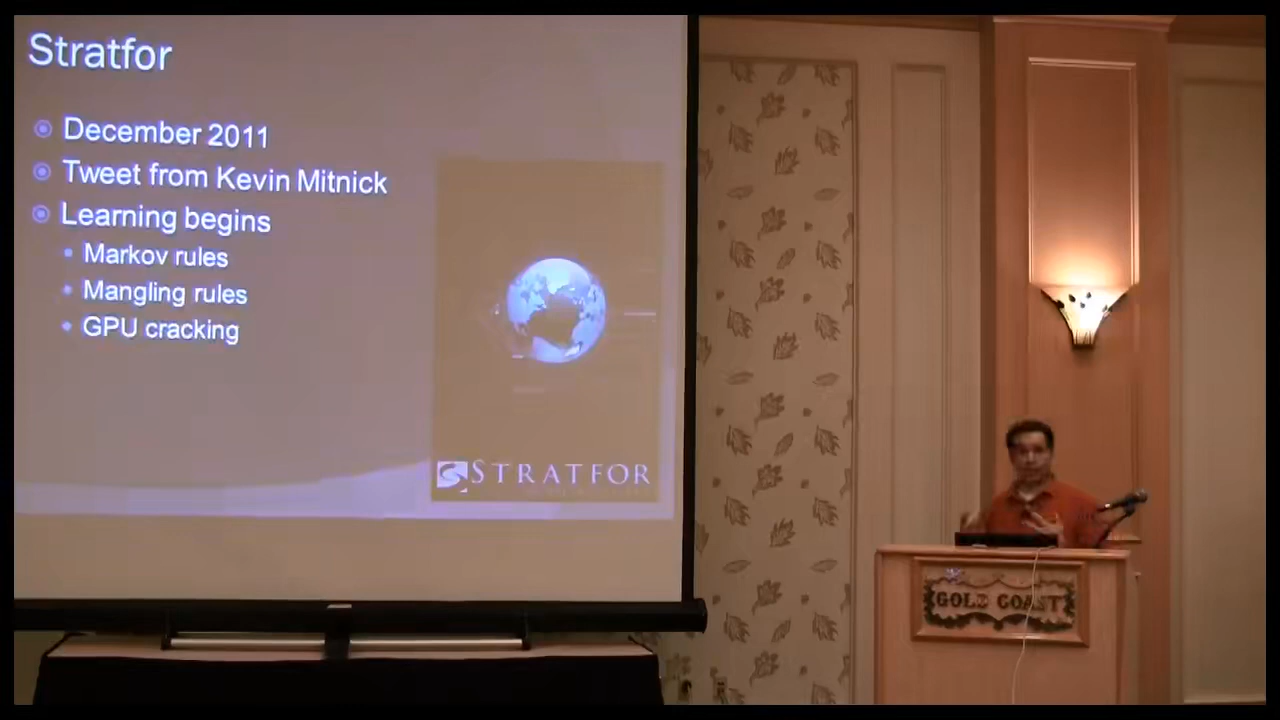 Stratfor
December 2011
Tweet from Kevin Mitnick
Learning begins
Markov rules
Mangling rules
GPU cracking
STRATFOR
GOLD COAST